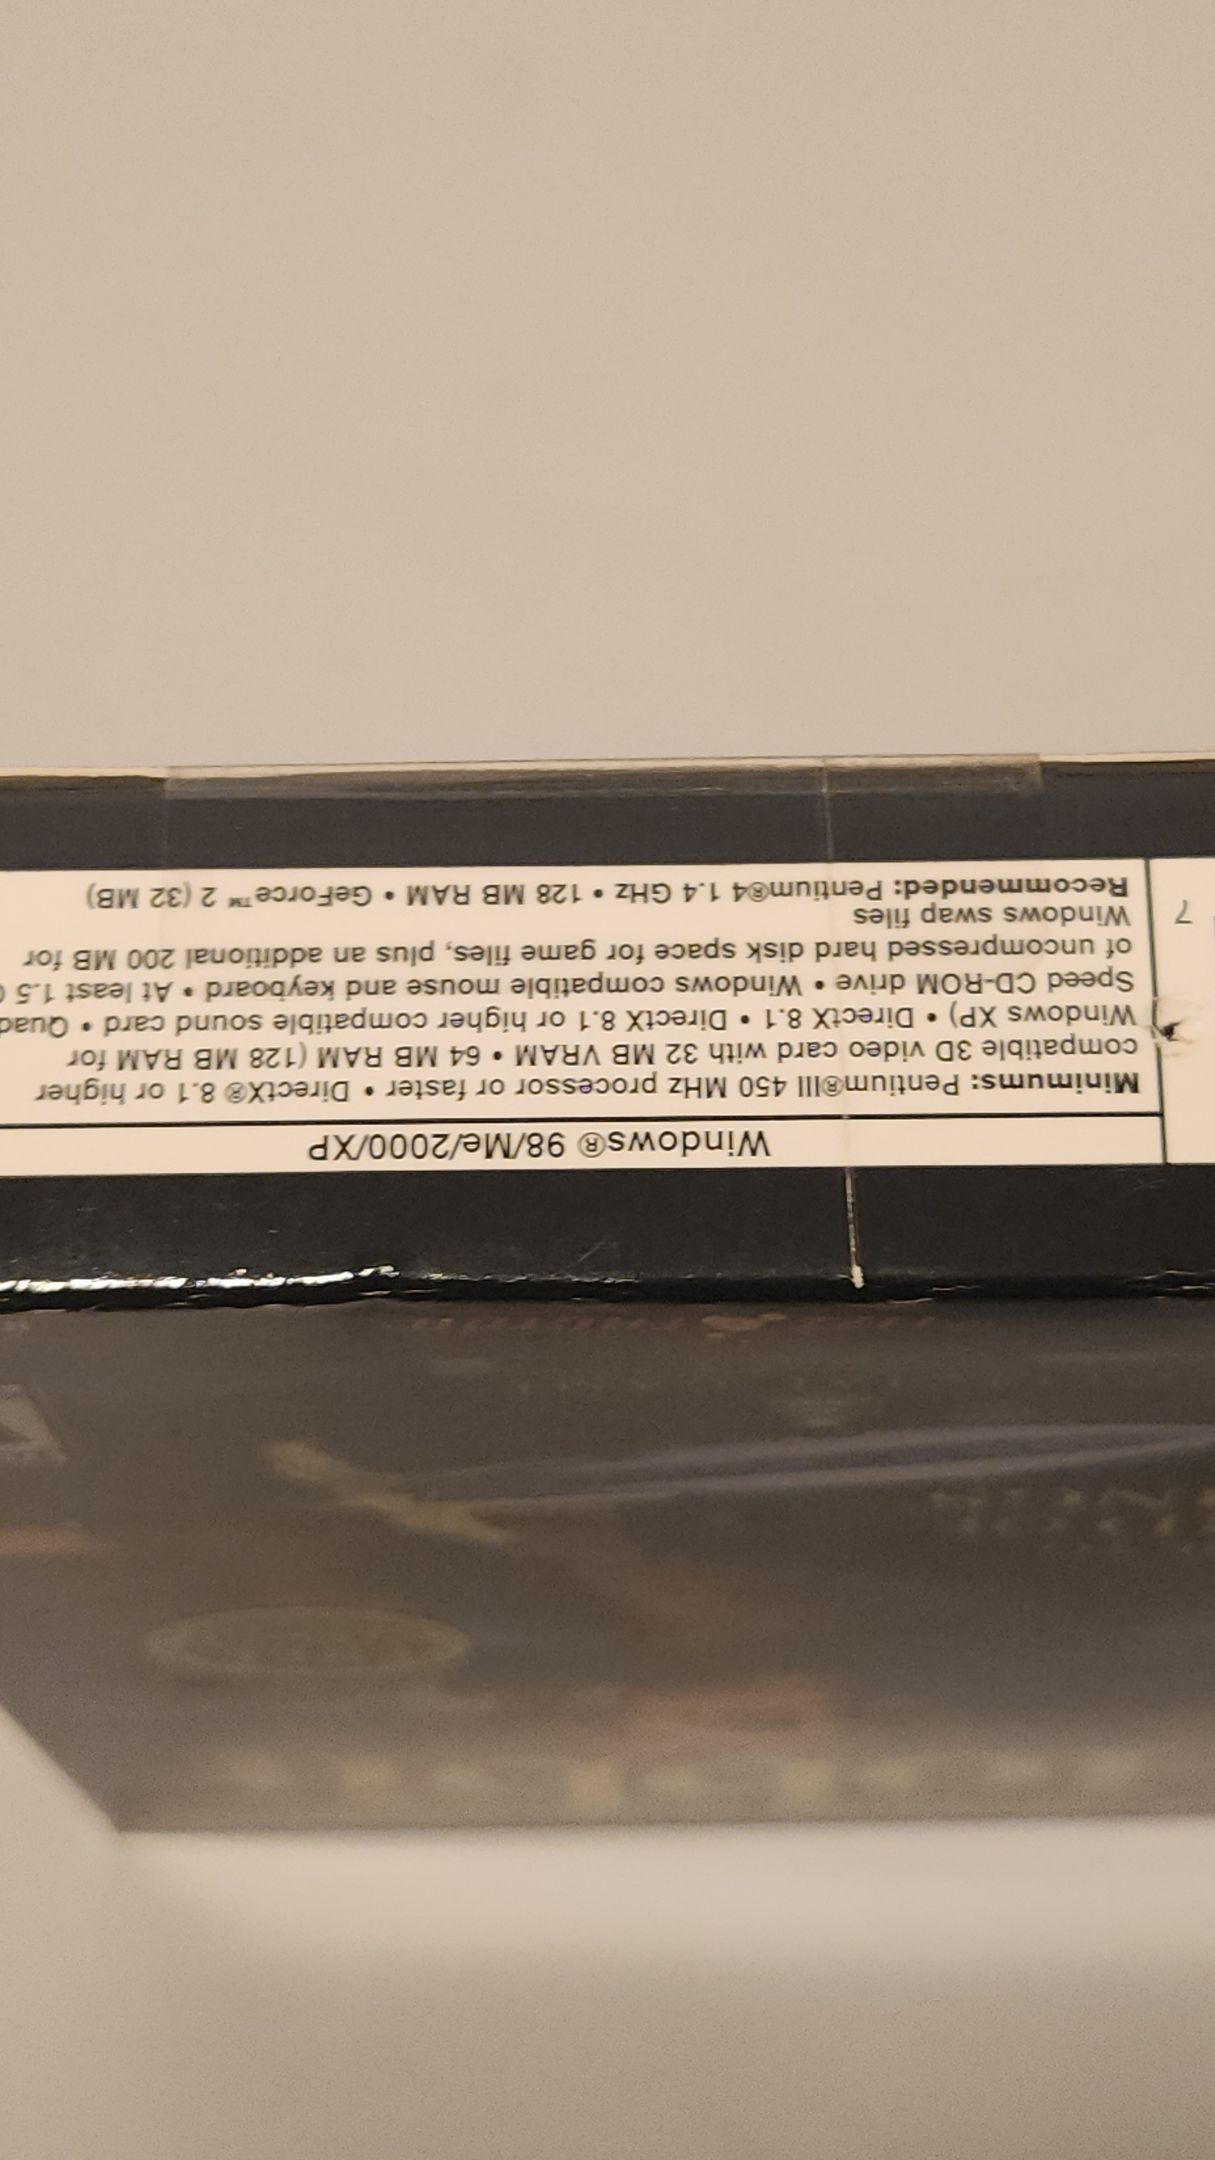 Windows® 98/Me/2000/XP
Minimums: Pentium®III 450 MHz processor or faster • DirectX® 8.1 or higher
compatible 3D video card with 32 MB VRAM • 64 MB RAM (128 MB RAM for
Windows XP) • DirectX 8.1 • DirectX 8.1 or higher compatible sound card • Quad
Speed CD-ROM drive • Windows compatible mouse and keyboard • At least 1.5
of uncompressed hard disk space for game files, plus an additional 200 MB for
Windows swap files
Recommended: Pentium®4 1.4 GHz • 128 MB RAM • GeForce™ 2 (32 MB)
7